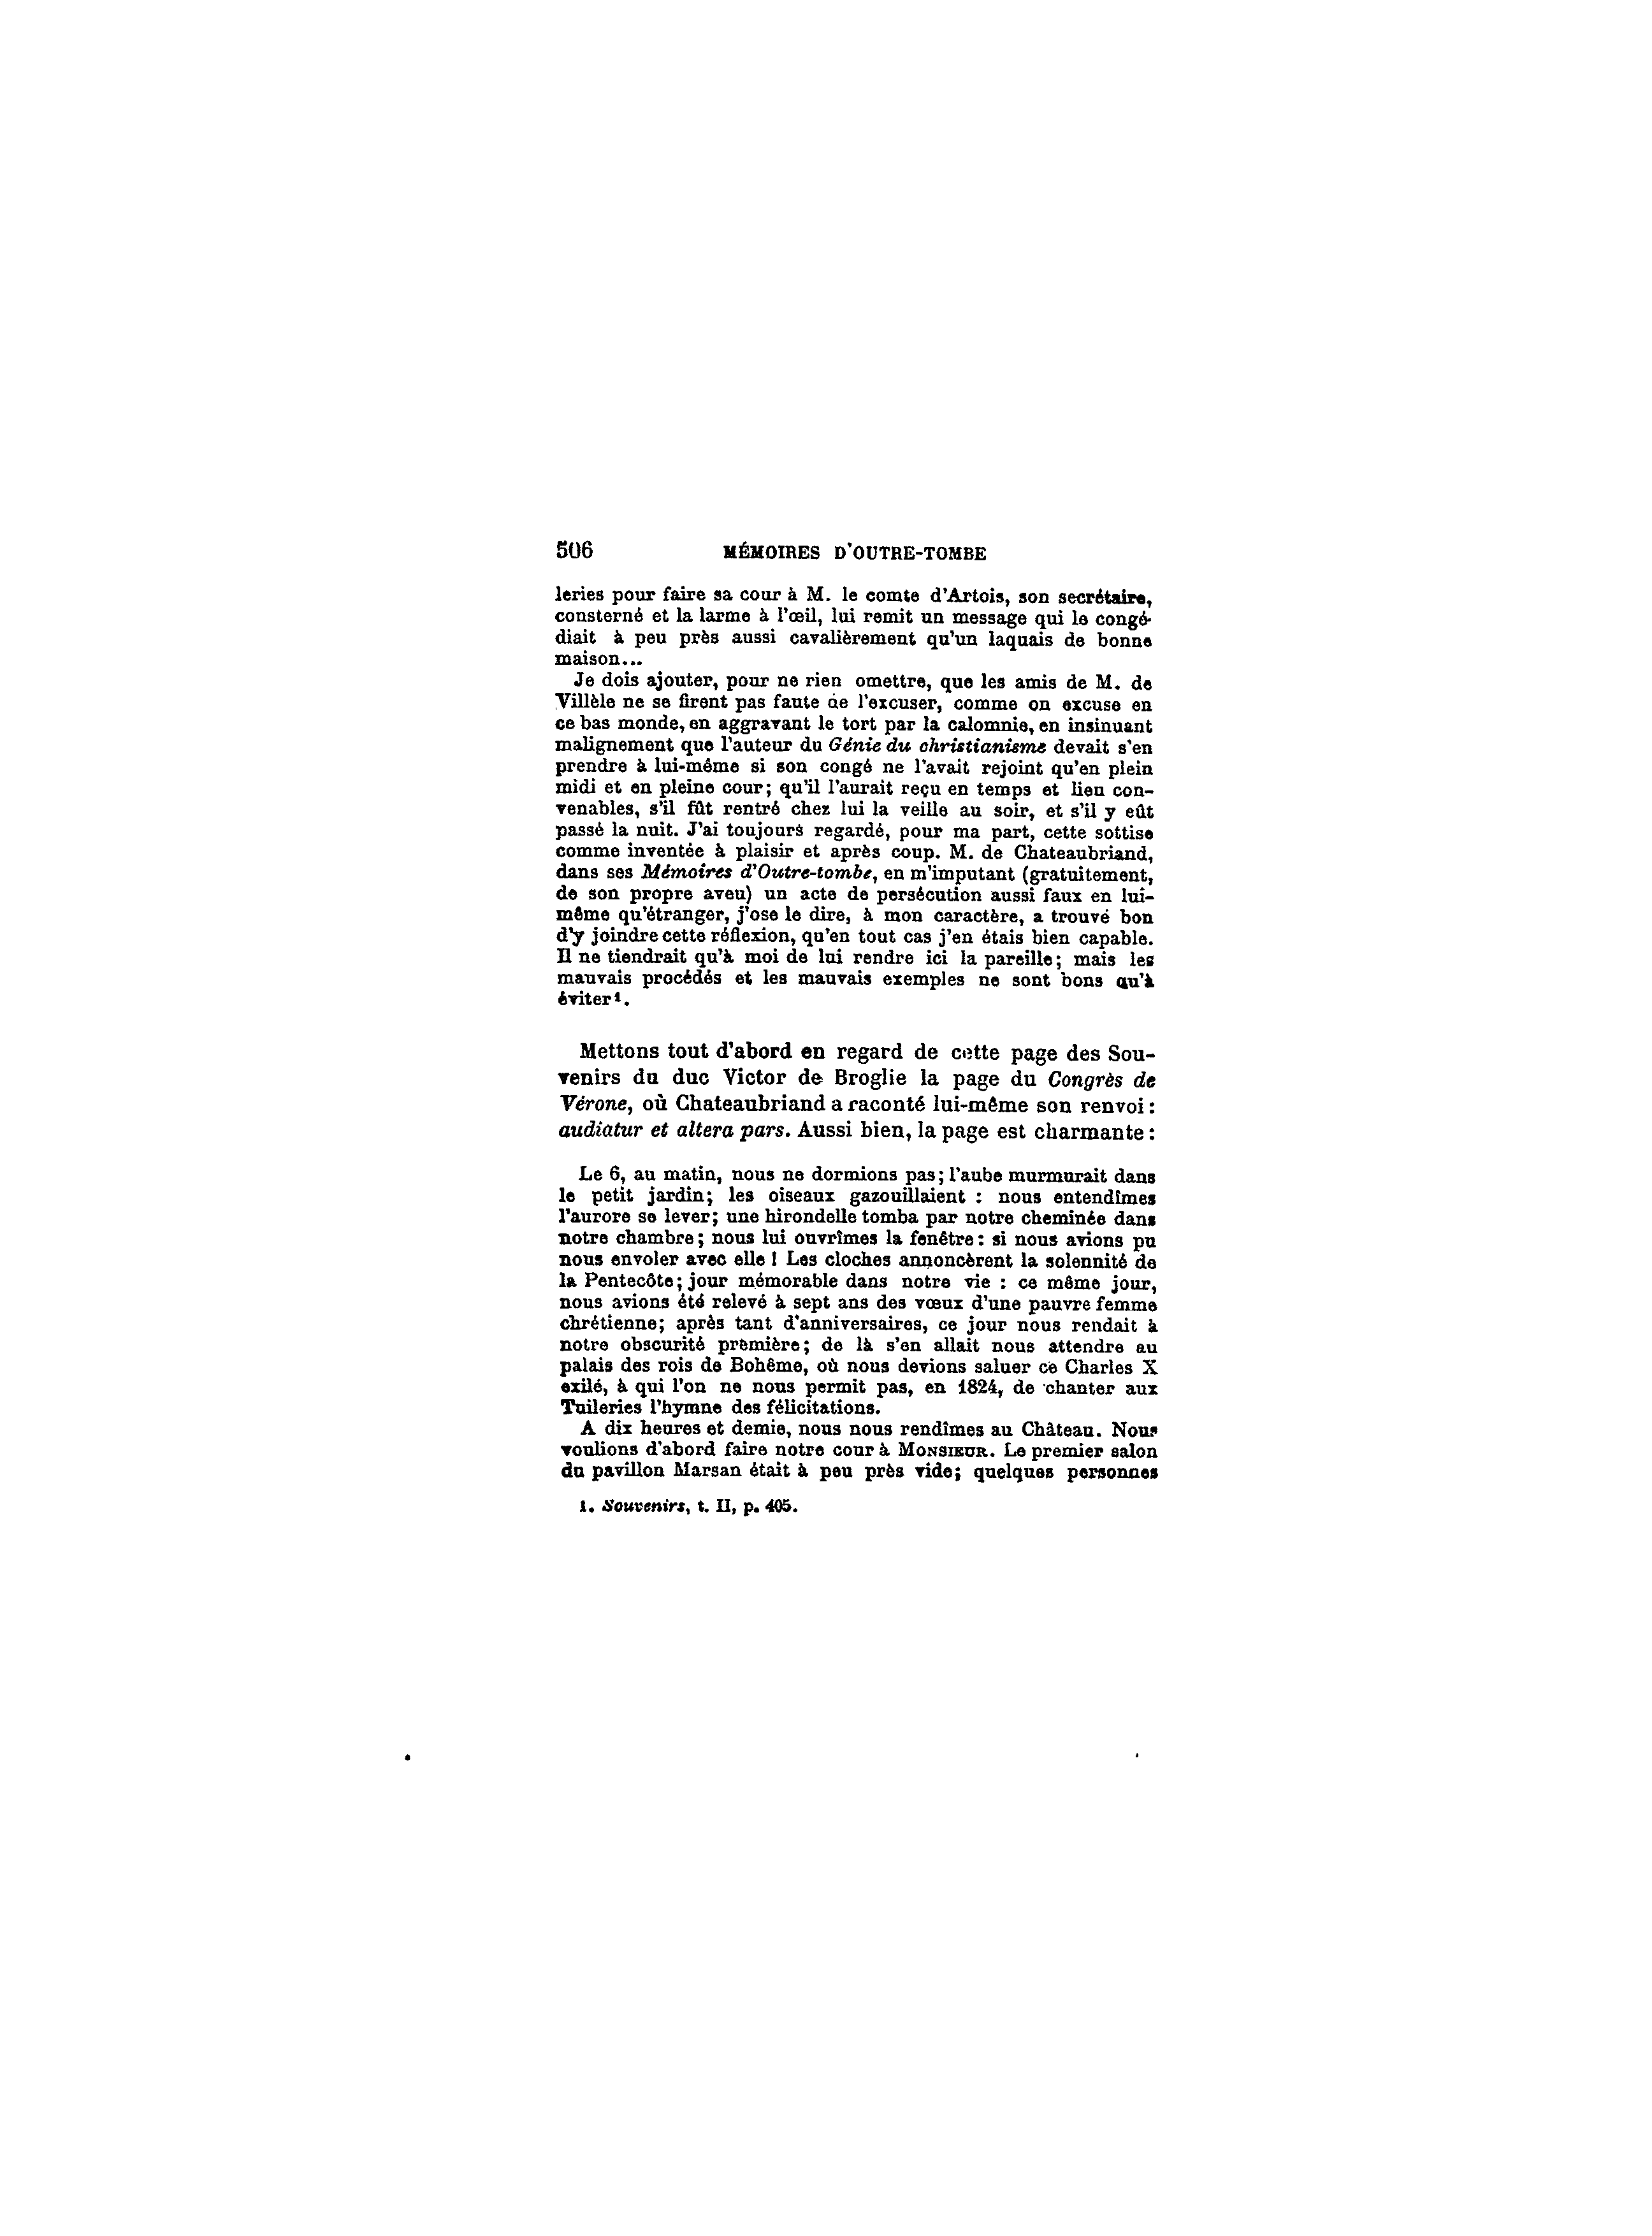 506 MÉMOIRES D'OUTRE-TOMBE
leries pour faire sa cour à M. le comte d'Artois, son secrétaire,
consterné et la larme à l'œil, lui remit un message qui le congé-
diait à peu près aussi cavalièrement qu'un laquais de bonne
maison...
Je dois ajouter, pour ne rien omettre, que les amis de M. de
Villèle ne se firent pas faute de l'excuser, comme on excuse en
ce bas monde, en aggravant le tort par la calomnie, en insinuant
malignement que l'auteur du Génie du christianisme devait s'en
prendre à lui-même si son congé ne l'avait rejoint qu'en plein
midi et en pleine cour; qu'il l'aurait reçu en temps et lieu con-
venables, s'il fût rentré chez lui la veille au soir, et s'il y eût
passé la nuit. J'ai toujours regardé, pour ma part, cette sottise
comme inventée à plaisir et après coup. M. de Chateaubriand,
dans ses Mémoires d'Outre-tombe, en m'imputant (gratuitement,
de son propre aveu) un acte de persécution aussi faux en lui-
même qu'étranger, j'ose le dire, à mon caractère, a trouvé bon
d'y joindre cette réflexion, qu'en tout cas j'en étais bien capable.
Il ne tiendrait qu'à moi de lui rendre ici la pareille; mais les
mauvais procédés et les mauvais exemples ne sont bons qu'à
éviter¹.
Mettons tout d'abord en regard de cette page des Sou-
venirs du duc Victor de Broglie la page du Congrès de
Vérone, où Chateaubriand a raconté lui-même son renvoi :
audiatur et altera pars. Aussi bien, la page est charmante :
Le 6, au matin, nous ne dormions pas; l'aube murmurait dans
le petit jardin; les oiseaux gazouillaient : nous entendîmes
l'aurore se lever; une hirondelle tomba par notre cheminée dans
notre chambre; nous lui ouvrîmes la fenêtre : si nous avions pu
nous envoler avec elle ! Les cloches annoncèrent la solennité de
la Pentecôte; jour mémorable dans notre vie : ce même jour,
nous avions été relevé à sept ans des vœux d'une pauvre femme
chrétienne; après tant d'anniversaires, ce jour nous rendait à
notre obscurité première; de là s'en allait nous attendre au
palais des rois de Bohême, où nous devions saluer ce Charles X
exilé, à qui l'on ne nous permit pas, en 1824, de chanter aux
Tuileries l'hymne des félicitations.
A dix heures et demie, nous nous rendîmes au Château. Nous
voulions d'abord faire notre cour à MONSIEUR. Le premier salon
du pavillon Marsan était à peu près vide; quelques personnes
1. Souvenirs, t. II, p. 405.